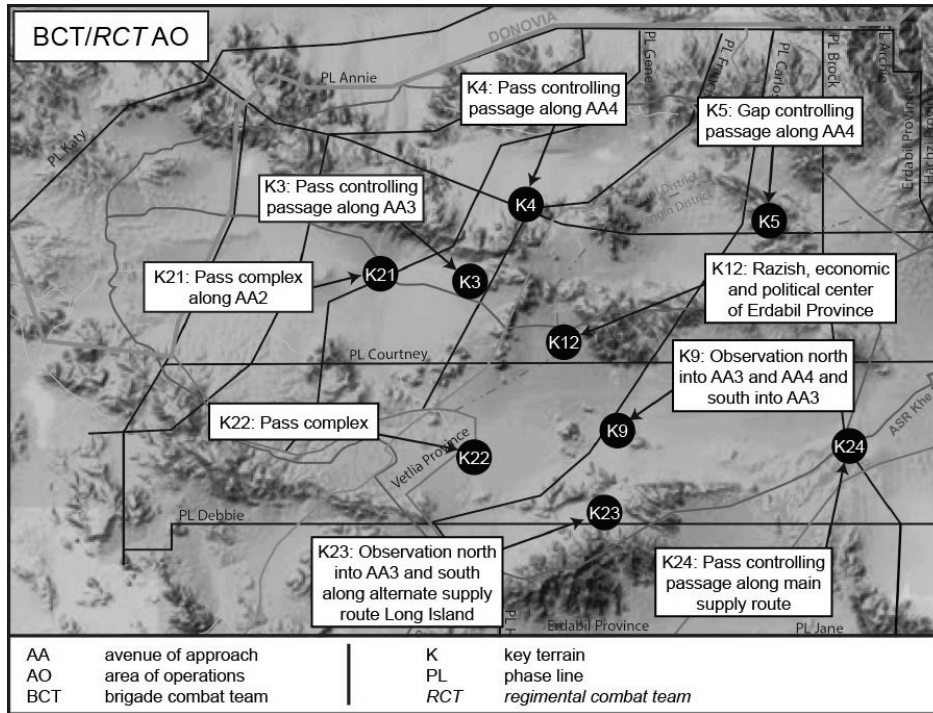 BCT/RCT AO
DONOVIA
PL Annie
PL Gene
PL Carlos
PL Brock
PL Archie
Erdabil Province
PL Katy
K4: Pass controlling
passage along AA4
K5: Gap controlling
passage along AA4
K3: Pass controlling
passage along AA3
K4
District
District
K5
K21: Pass complex
along AA2
K21
K3
K12: Razish, economic
and political center
of Erdabil Province
K12
PL Courtney
K9: Observation north
into AA3 and AA4 and
south into AA3
K22: Pass complex
K9
K24
K22
Vetlia Province
PL Debbie
K23
K23: Observation north
into AA3 and south
along alternate supply
route Long Island
K24: Pass controlling
passage along main
supply route
Erdabil Province
PL Jane
AA avenue of approach
AO area of operations
BCT brigade combat team
K key terrain
PL phase line
RCT regimental combat team